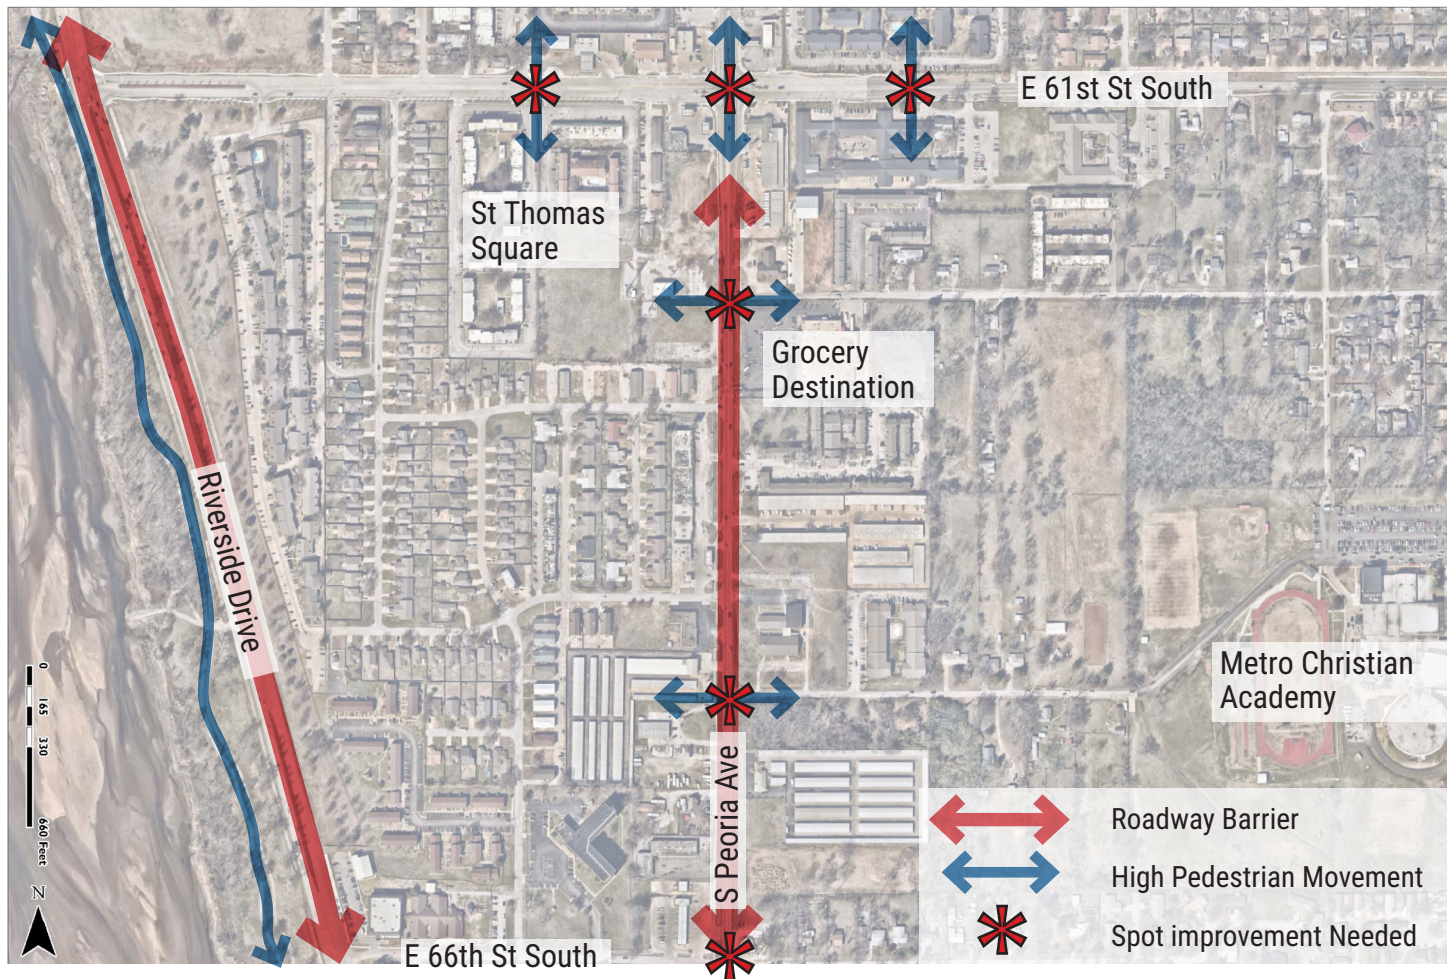 E 61st St South
St Thomas
Square
Grocery
Destination
Riverside Drive
Metro Christian
Academy
S Peoria Ave
E 66th St South
0
165
330
660 Feet
N
Roadway Barrier
High Pedestrian Movement
Spot improvement Needed